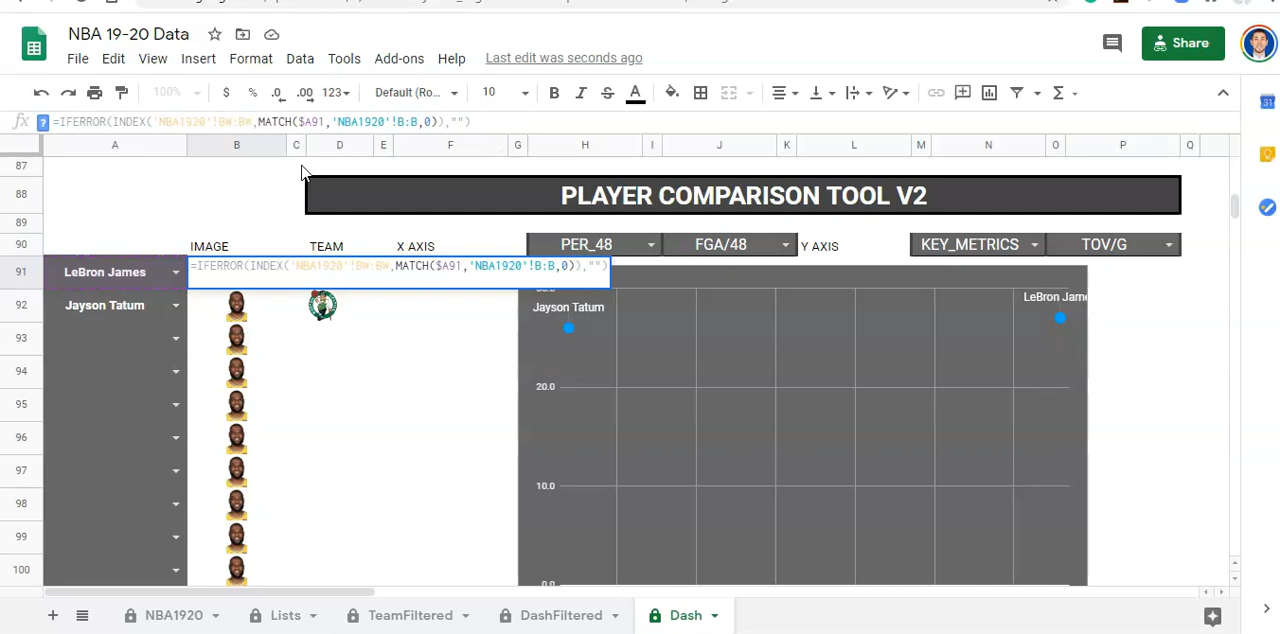 NBA 19-20 Data
Share
File Edit View Insert Format Data Tools Add-ons Help Last edit was seconds ago
100% $ % .0 .00 123 Default (Ro... 10 B I S A
fx ? =IFERROR(INDEX('NBA1920'!BW:BW,MATCH($A91,'NBA1920'!B:B,0)),"")
A B C D E F G H I J K L M N O P Q
87
88 PLAYER COMPARISON TOOL V2
89
90 IMAGE TEAM X AXIS PER_48 FGA/48 Y AXIS KEY_METRICS TOV/G
91 LeBron James =IFERROR(INDEX('NBA1920'!BW:BW,MATCH($A91,'NBA1920'!B:B,0)),"")
LeBron Jame
92 Jayson Tatum Jayson Tatum
93
94 20.0
95
96
97
98 10.0
99
100 0.0
NBA1920 Lists TeamFiltered DashFiltered Dash
31